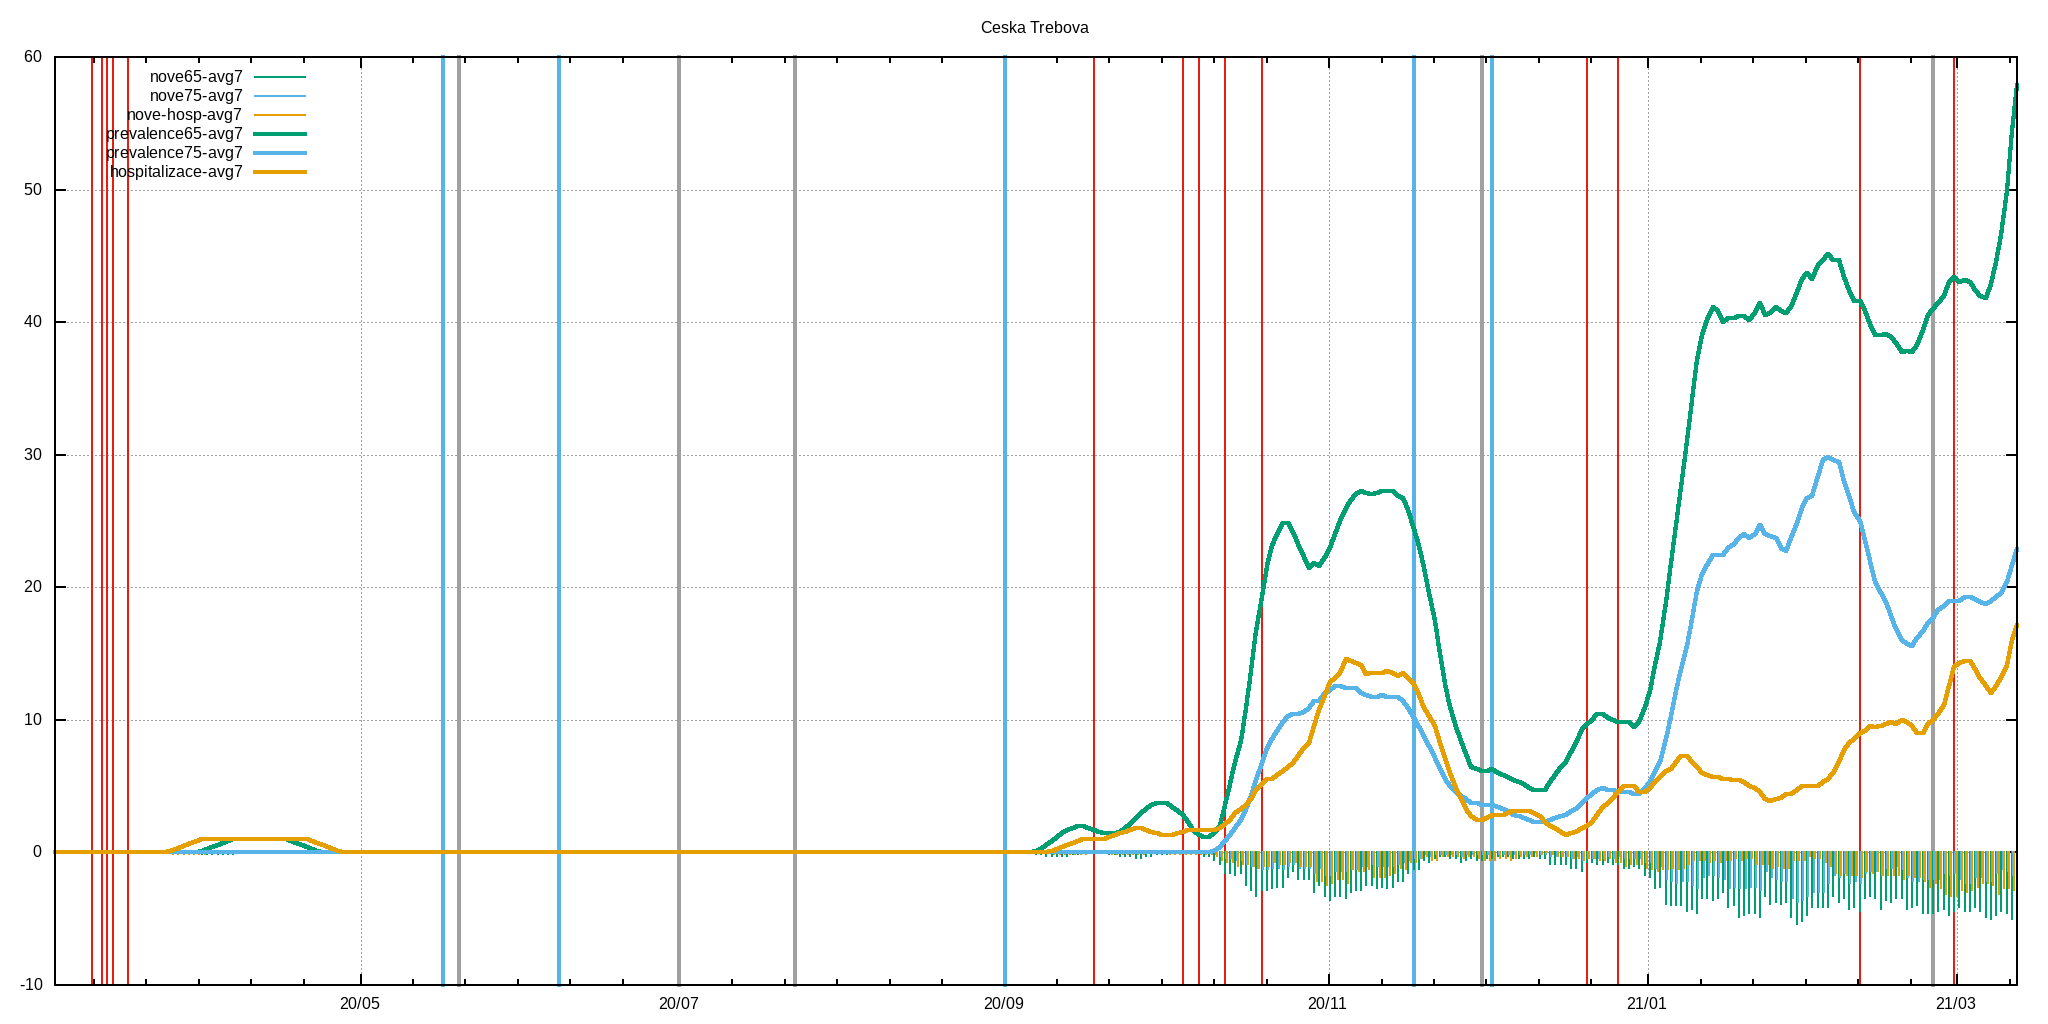 Ceska Trebova
60
50
40
30
20
10
0
-10
nove65-avg7
nove75-avg7
nove-hosp-avg7
prevalence65-avg7
prevalence75-avg7
hospitalizace-avg7
20/05 20/07 20/09 20/11 21/01 21/03